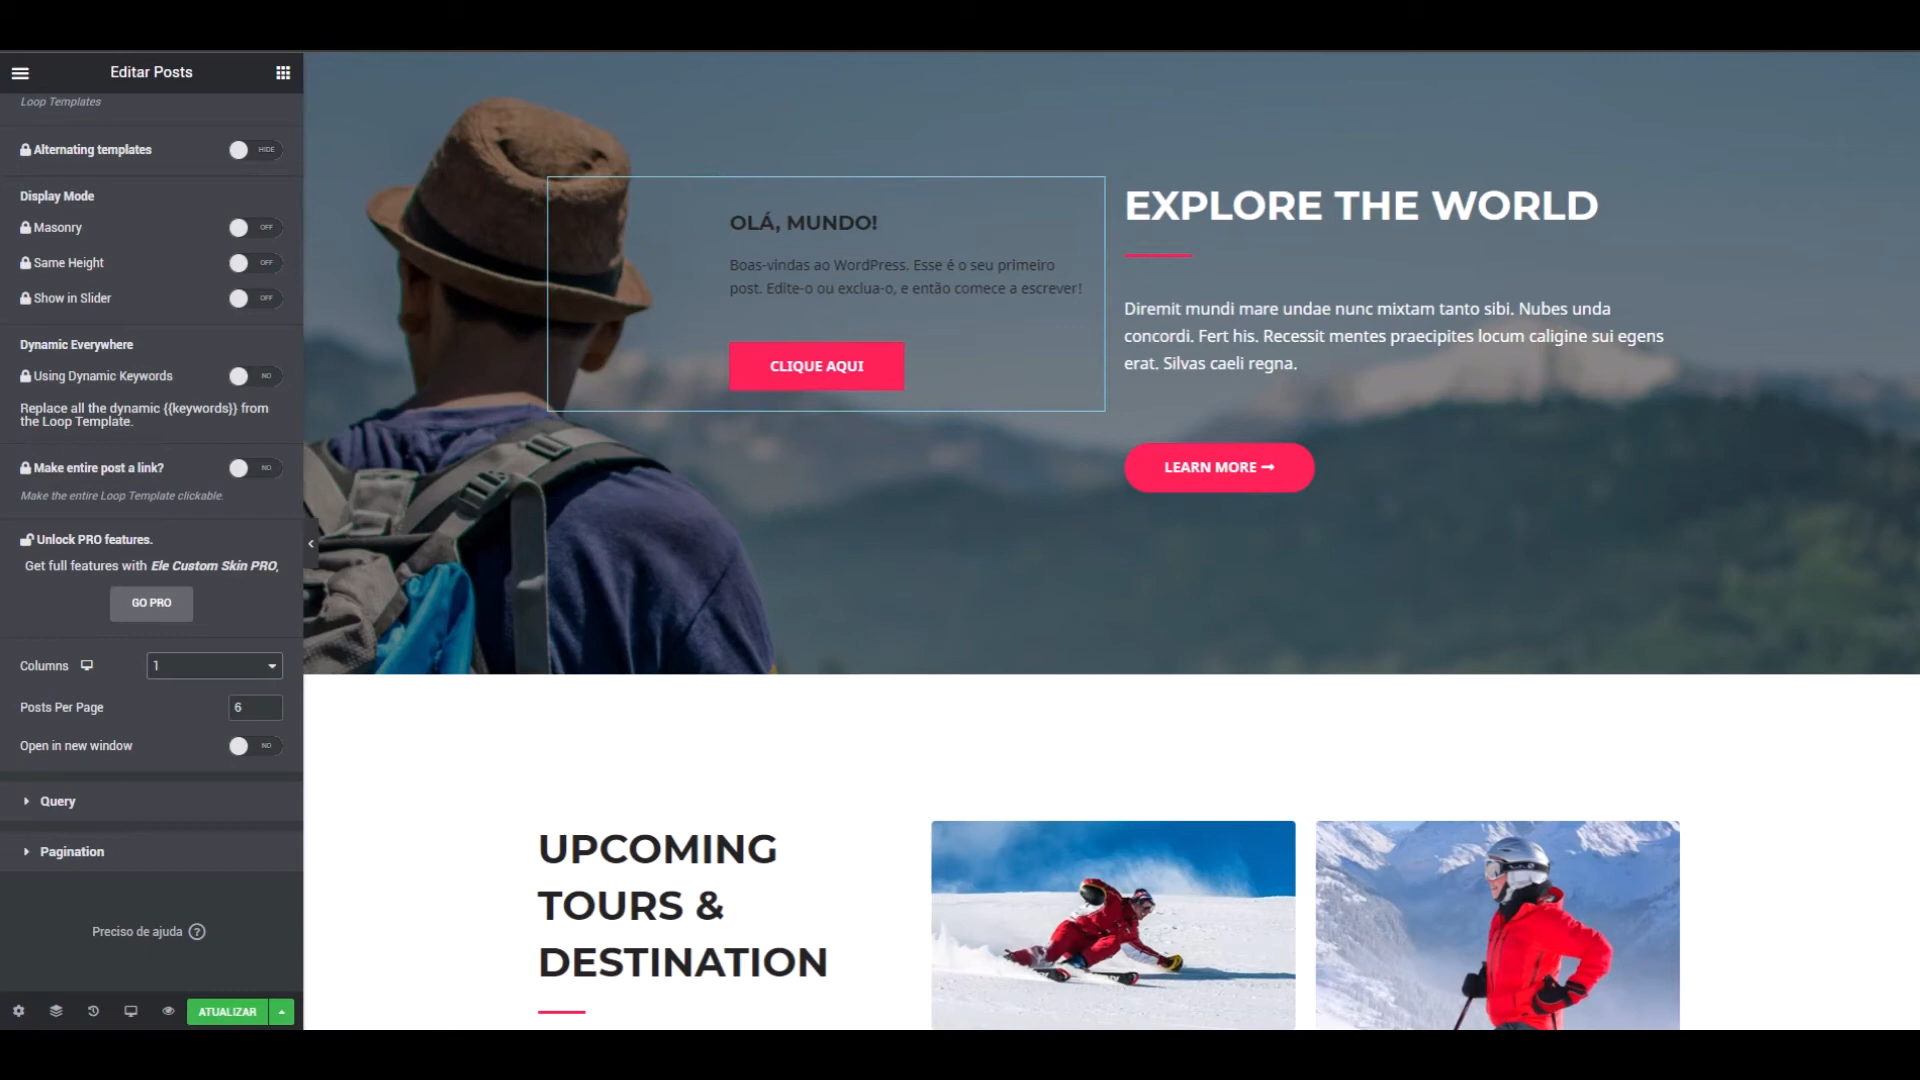 Editar Posts
Loop Templates
Alternating templates
HIDE
Display Mode
Masonry
OFF
Same Height
OFF
Show in Slider
OFF
Dynamic Everywhere
Using Dynamic Keywords
NO
Replace all the dynamic {{keywords}} from
the Loop Template.
Make entire post a link?
NO
Make the entire Loop Template clickable.
Unlock PRO features.
Get full features with Ele Custom Skin PRO,
GO PRO
Columns
1
Posts Per Page
6
Open in new window
NO
Query
Pagination
Preciso de ajuda ?
ATUALIZAR
OLÁ, MUNDO!
Boas-vindas ao WordPress. Esse é o seu primeiro
post. Edite-o ou exclua-o, e então comece a escrever!
CLIQUE AQUI
EXPLORE THE WORLD
Diremit mundi mare undae nunc mixtam tanto sibi. Nubes unda
concordi. Fert his. Recessit mentes praecipites locum caligine sui egens
erat. Silvas caeli regna.
LEARN MORE →
UPCOMING
TOURS &
DESTINATION